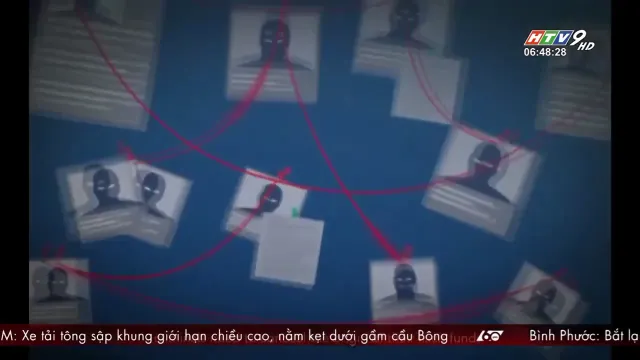 HTV9 HD
06:48:28
M: Xe tải tông sập khung giới hạn chiều cao, nằm kẹt dưới gầm cầu Bông 60 Bình Phước: Bắt lạ